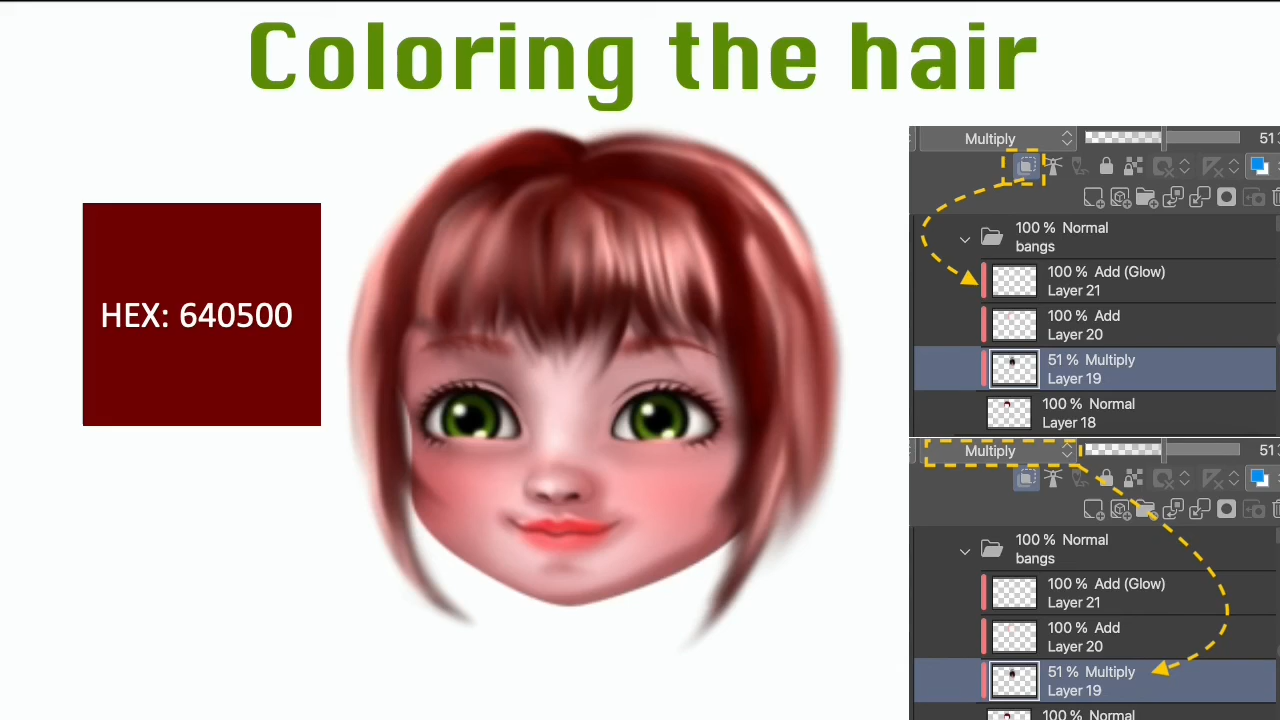 Coloring the hair
HEX: 640500
Multiply
51
100 % Normal
bangs
100 % Add (Glow)
Layer 21
100 % Add
Layer 20
51 % Multiply
Layer 19
100 % Normal
Layer 18
Multiply
51
100 % Normal
bangs
100 % Add (Glow)
Layer 21
100 % Add
Layer 20
51 % Multiply
Layer 19
100 % Normal